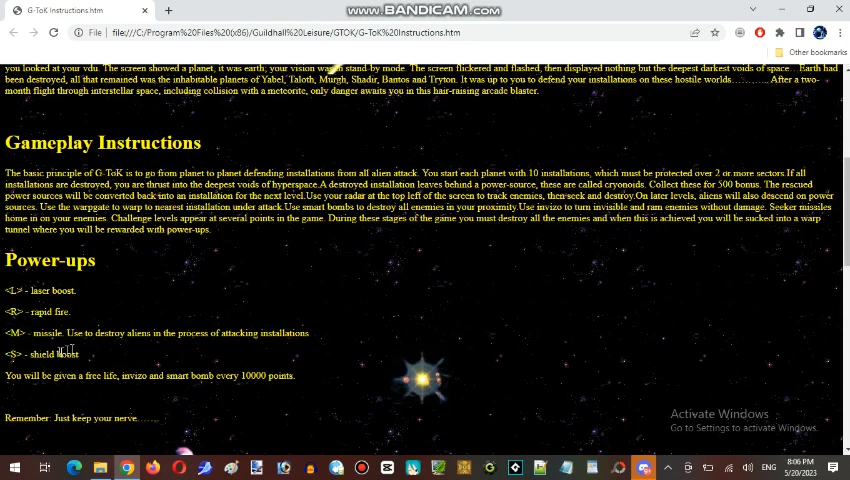 www.BANDICAM.com
G-ToK Instructions.htm
File
file:///C:/Program%20Files%20(x86)/Guildhall%20Leisure/GTOK/G-ToK%20Instructions.htm
Other bookmarks
you looked at your vdu. The screen showed a planet, it was earth, your vision was in stand-by mode. The screen flickered and flashed, then displayed nothing but the deepest darkest voids of space... Earth had
been destroyed, all that remained was the inhabitable planets of Yabel, Taloth, Murgh, Shadir, Bantos and Tryton. It was up to you to defend your installations on these hostile worlds.......... After a two-
month flight through interstellar space, including collision with a meteorite, only danger awaits you in this hair-raising arcade blaster.
Gameplay Instructions
The basic principle of G-ToK is to go from planet to planet defending installations from all alien attack. You start each planet with 10 installations, which must be protected over 2 or more sectors.If all
installations are destroyed, you are thrust into the deepest voids of hyperspace.A destroyed installation leaves behind a power-source, these are called cryonoids. Collect these for 500 bonus. The rescued
power sources will be converted back into an installation for the next level.Use your radar at the top left of the screen to track enemies, then seek and destroy.On later levels, aliens will also descend on power
sources. Use the warpgate to warp to nearest installation under attack.Use smart bombs to destroy all enemies in your proximity.Use invizo to turn invisible and ram enemies without damage. Seeker missiles
home in on your enemies. Challenge levels appear at several points in the game. During these stages of the game you must destroy all the enemies and when this is achieved you will be sucked into a warp
tunnel where you will be rewarded with power-ups.
Power-ups
<L> - laser boost.
<R> - rapid fire.
<M> - missile. Use to destroy aliens in the process of attacking installations
<S> - shield boost
You will be given a free life, invizo and smart bomb every 10000 points.
Remember: Just keep your nerve.......
Activate Windows
Go to Settings to activate Windows.
ENG
8:06 PM
5/20/2023